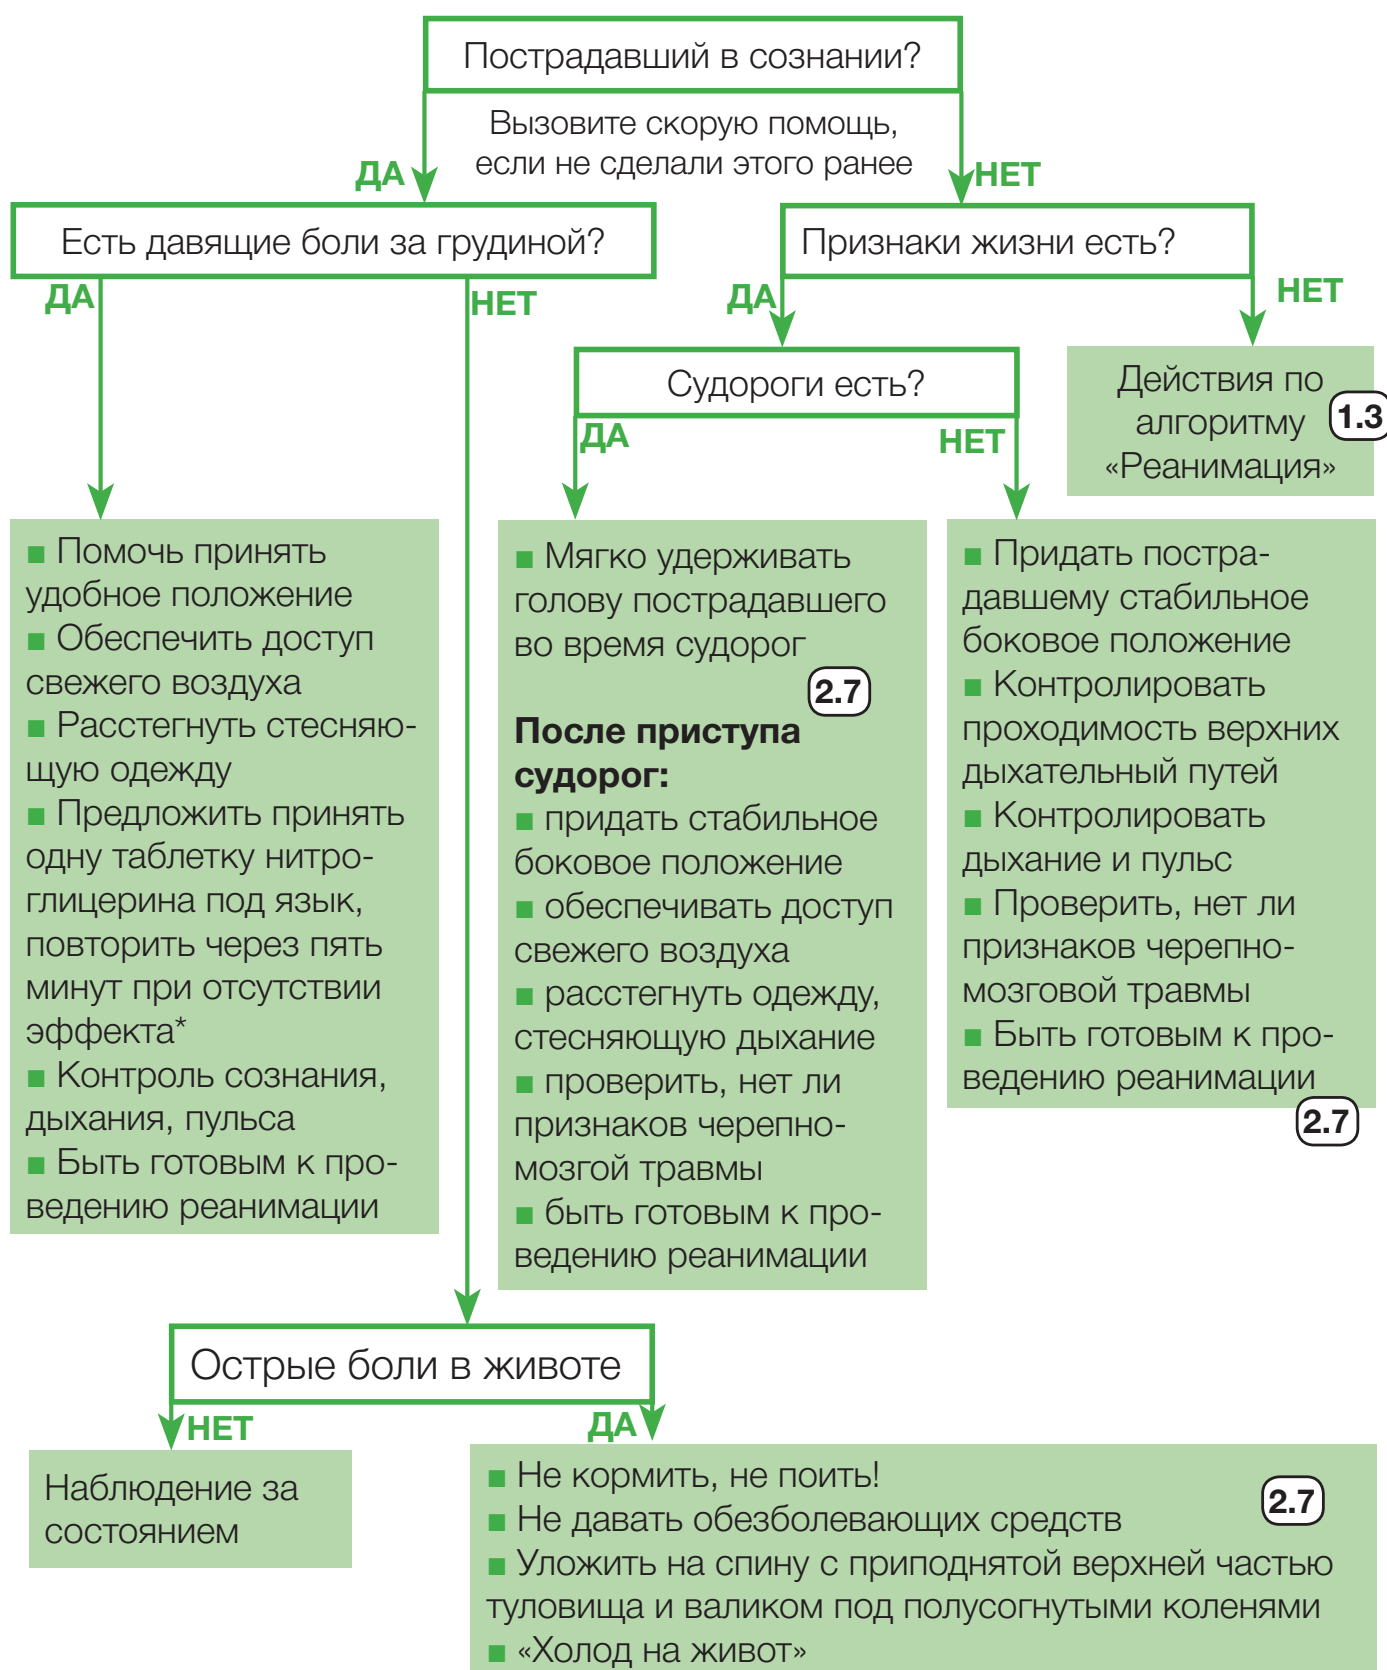 Пострадавший в сознании?
Вызовите скорую помощь,
если не сделали этого ранее
ДА
НЕТ
Есть давящие боли за грудиной?
Признаки жизни есть?
ДА
НЕТ
ДА
НЕТ
Судороги есть?
ДА
НЕТ
Действия по
алгоритму
«Реанимация»
1.3
■ Помочь принять
удобное положение
■ Обеспечить доступ
свежего воздуха
■ Расстегнуть стесняю-
щую одежду
■ Предложить принять
одну таблетку нитро-
глицерина под язык,
повторить через пять
минут при отсутствии
эффекта*
■ Контроль сознания,
дыхания, пульса
■ Быть готовым к про-
ведению реанимации
■ Мягко удерживать
голову пострадавшего
во время судорог
2.7
После приступа
судорог:
■ придать стабильное
боковое положение
■ обеспечивать доступ
свежего воздуха
■ расстегнуть одежду,
стесняющую дыхание
■ проверить, нет ли
признаков черепно-
мозгой травмы
■ быть готовым к про-
ведению реанимации
■ Придать постра-
давшему стабильное
боковое положение
■ Контролировать
проходимость верхних
дыхательный путей
■ Контролировать
дыхание и пульс
■ Проверить, нет ли
признаков черепно-
мозговой травмы
■ Быть готовым к про-
ведению реанимации
2.7
Острые боли в животе
НЕТ
ДА
Наблюдение за
состоянием
■ Не кормить, не поить!
■ Не давать обезболевающих средств
2.7
■ Уложить на спину с приподнятой верхней частью
туловища и валиком под полусогнутыми коленями
■ «Холод на живот»